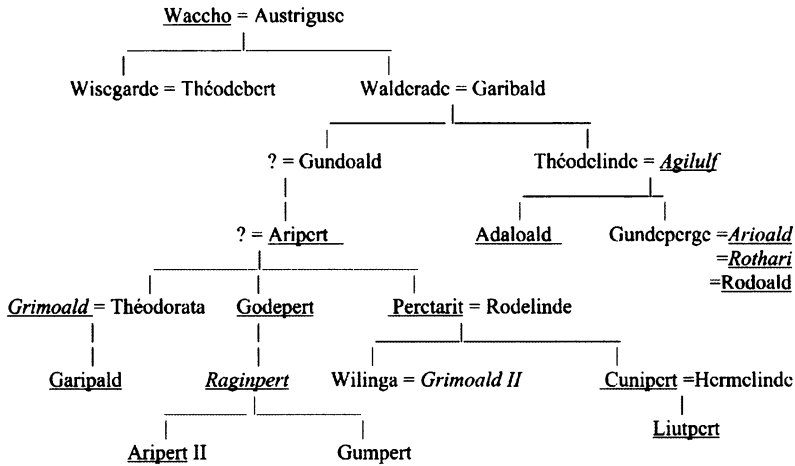 Waccho = Austriguse
Wisegarde = Théodebert Walderade = Garibald
? = Gundoald Théodelinde = Agilulf
? = Aripert Adaloald Gundeperge =Arioald
=Rothari
=Rodoald
Grimoald = Théodorata Godepert Perctarit = Rodelinde
Garipald Raginpert Wilinga = Grimoald II Cunipert =Hermelinde
Liutpert
Aripert II Gumpert